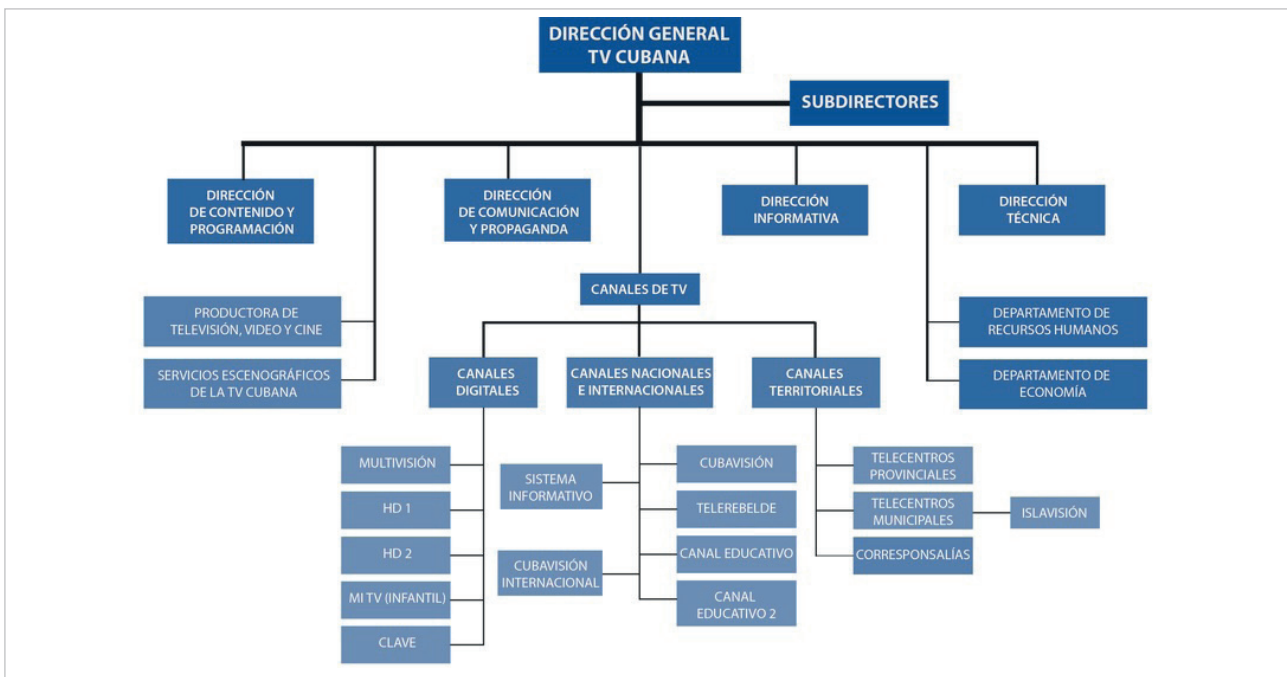 DIRECCIÓN GENERAL
TV CUBANA
SUBDIRECTORES
DIRECCIÓN
DE CONTENIDO Y
PROGRAMACIÓN
DIRECCIÓN
DE COMUNICACIÓN
Y PROPAGANDA
DIRECCIÓN
INFORMATIVA
DIRECCIÓN
TÉCNICA
CANALES DE TV
PRODUCTORA DE
TELEVISIÓN, VIDEO Y CINE
SERVICIOS ESCENOGRÁFICOS
DE LA TV CUBANA
DEPARTAMENTO DE
RECURSOS HUMANOS
DEPARTAMENTO DE
ECONOMÍA
CANALES
DIGITALES
CANALES NACIONALES
E INTERNACIONALES
CANALES
TERRITORIALES
MULTIVISIÓN
HD 1
HD 2
MI TV (INFANTIL)
CLAVE
SISTEMA
INFORMATIVO
CUBAVISIÓN
INTERNACIONAL
CUBAVISIÓN
TELEREBELDE
CANAL EDUCATIVO
CANAL
EDUCATIVO 2
TELECENTROS
PROVINCIALES
TELECENTROS
MUNICIPALES
ISLAVISIÓN
CORRESPONSALÍAS